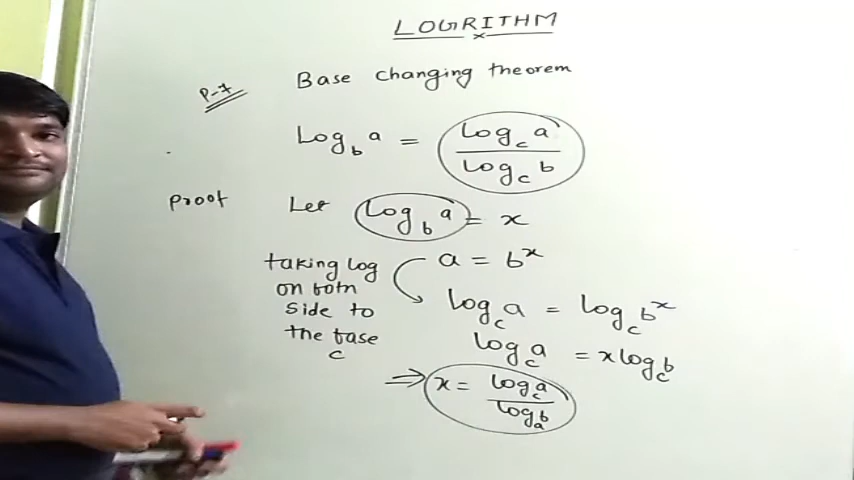 LOGRITHM
P-7 Base changing theorem
Log_b a = log_c a / log_c b
Proof Let Log_b a = x
a = b^x
taking log on both side to the base c
log_c a = log_c b^x
log_c a = x log_c b
⇒ x = log_c a / log_a b